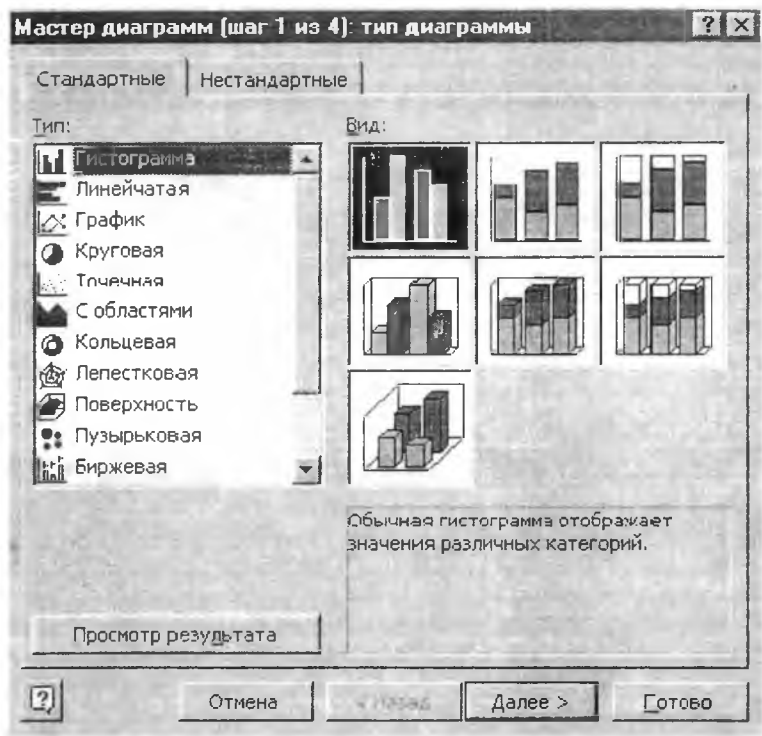 Мастер диаграмм (шаг 1 из 4): тип диаграммы
Стандартные
Нестандартные
Тип:
Гистограмма
Линейчатая
График
Круговая
Точечная
С областями
Кольцевая
Лепестковая
Поверхность
Пузырьковая
Биржевая
Вид:
Обычная гистограмма отображает
значения различных категорий.
Просмотр результата
Отмена
< Назад
Далее >
Готово